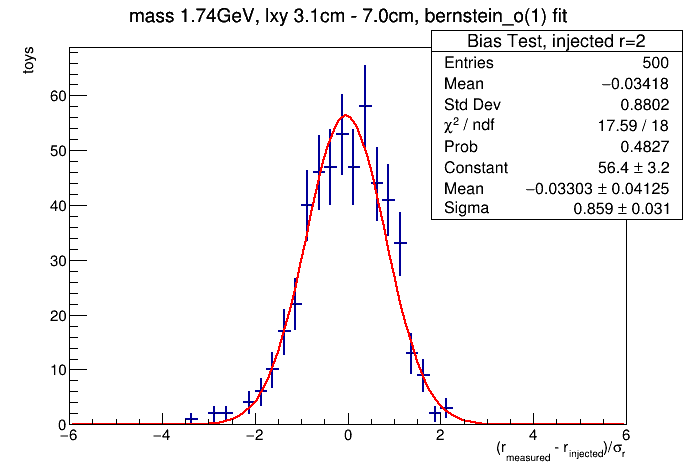 mass 1.74GeV, lxy 3.1cm - 7.0cm, bernstein_o(1) fit
Bias Test, injected r=2
Entries 500
Mean −0.03418
Std Dev 0.8802
χ² / ndf 17.59 / 18
Prob 0.4827
Constant 56.4 ± 3.2
Mean −0.03303 ± 0.04125
Sigma 0.859 ± 0.031
toys
60
50
40
30
20
10
0
−6 −4 −2 0 2 4 6
(r_measured - r_injected)/σ_r